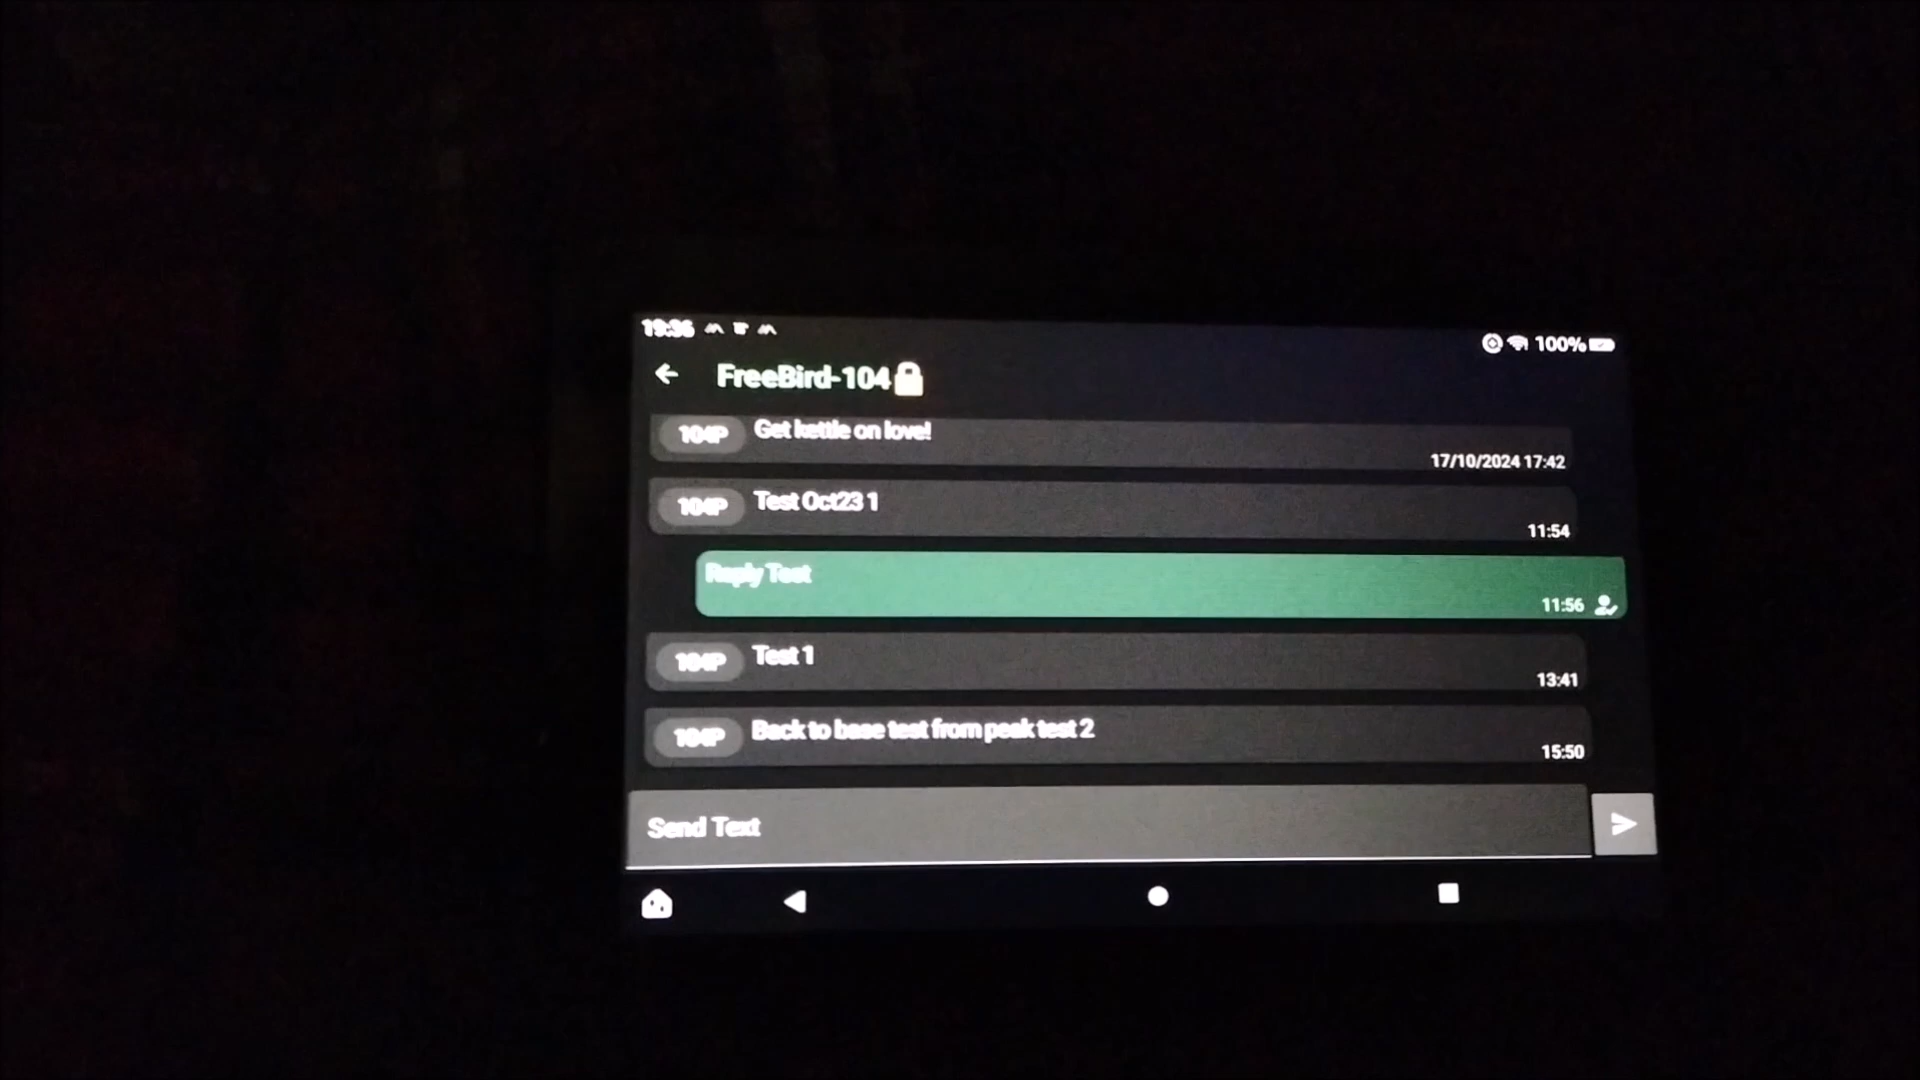 19:36
100%
FreeBird-104
104P Get kettle on love!
17/10/2024 17:42
104P Test Oct23 1
11:54
Reply Test
11:56
104P Test 1
13:41
104P Back to base test from peak test 2
15:50
Send Text